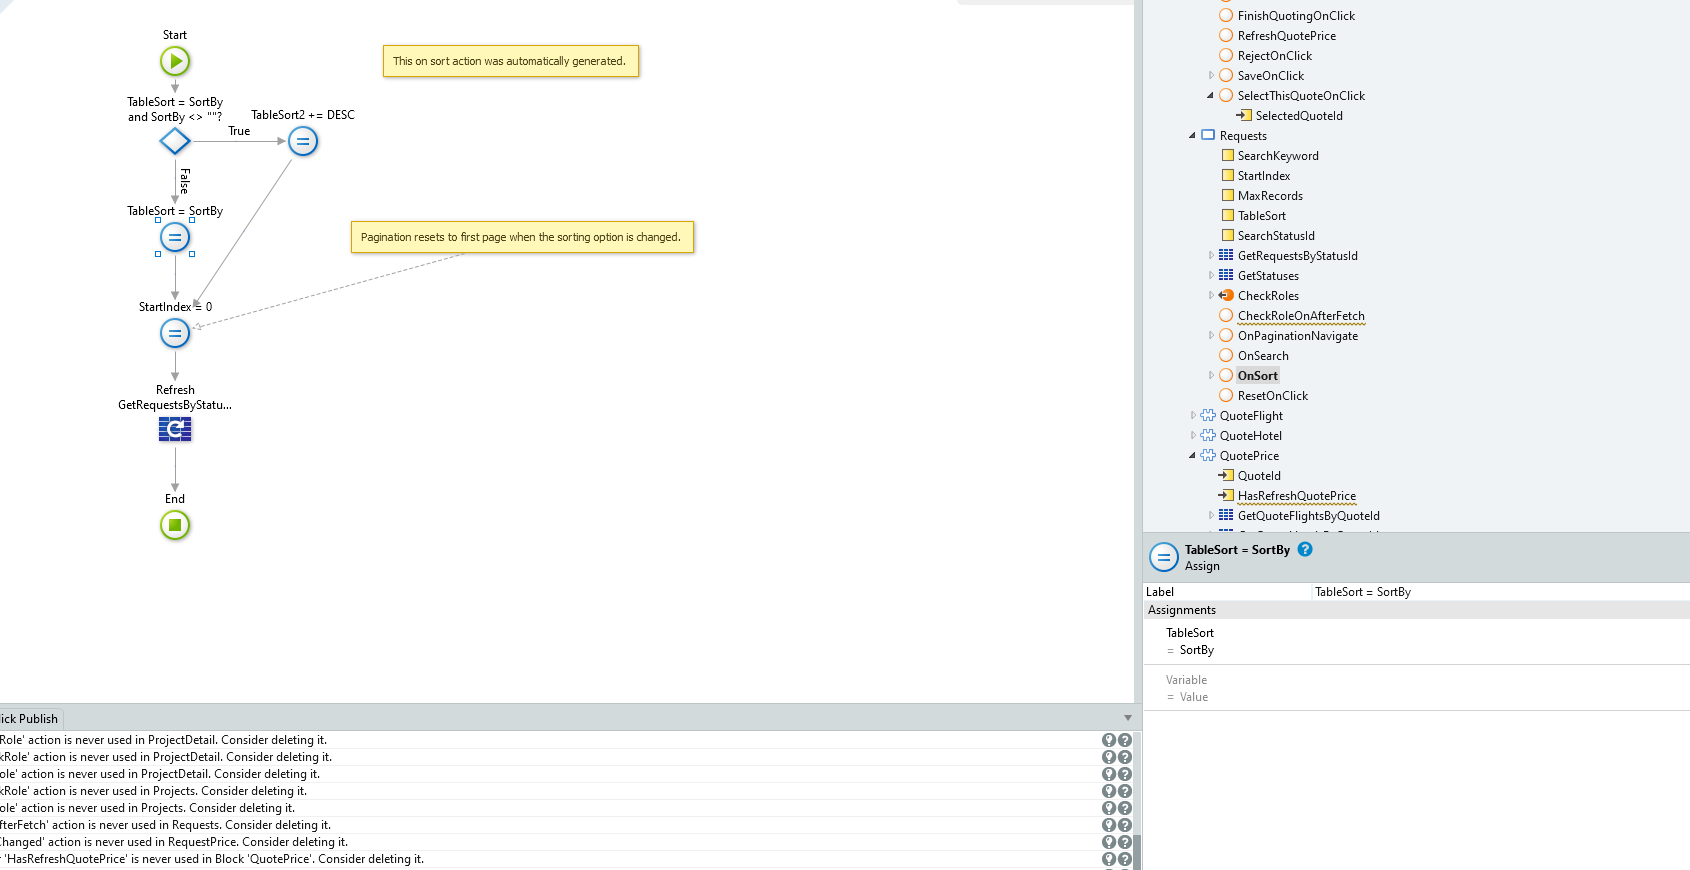 Start
This on sort action was automatically generated.
TableSort = SortBy
and SortBy <> ""?
TableSort2 += DESC
True
False
TableSort = SortBy
Pagination resets to first page when the sorting option is changed.
StartIndex = 0
Refresh
GetRequestsByStatu...
End
FinishQuotingOnClick
RefreshQuotePrice
RejectOnClick
SaveOnClick
SelectThisQuoteOnClick
SelectedQuoteId
Requests
SearchKeyword
StartIndex
MaxRecords
TableSort
SearchStatusId
GetRequestsByStatusId
GetStatuses
CheckRoles
CheckRoleOnAfterFetch
OnPaginationNavigate
OnSearch
OnSort
ResetOnClick
QuoteFlight
QuoteHotel
QuotePrice
QuoteId
HasRefreshQuotePrice
GetQuoteFlightsByQuoteId
TableSort = SortBy ?
Assign
Label TableSort = SortBy
Assignments
TableSort
= SortBy
Variable
= Value
lick Publish
Role' action is never used in ProjectDetail. Consider deleting it.
kRole' action is never used in ProjectDetail. Consider deleting it.
ole' action is never used in ProjectDetail. Consider deleting it.
kRole' action is never used in Projects. Consider deleting it.
ole' action is never used in Projects. Consider deleting it.
fterFetch' action is never used in Requests. Consider deleting it.
Changed' action is never used in RequestPrice. Consider deleting it.
'HasRefreshQuotePrice' is never used in Block 'QuotePrice'. Consider deleting it.